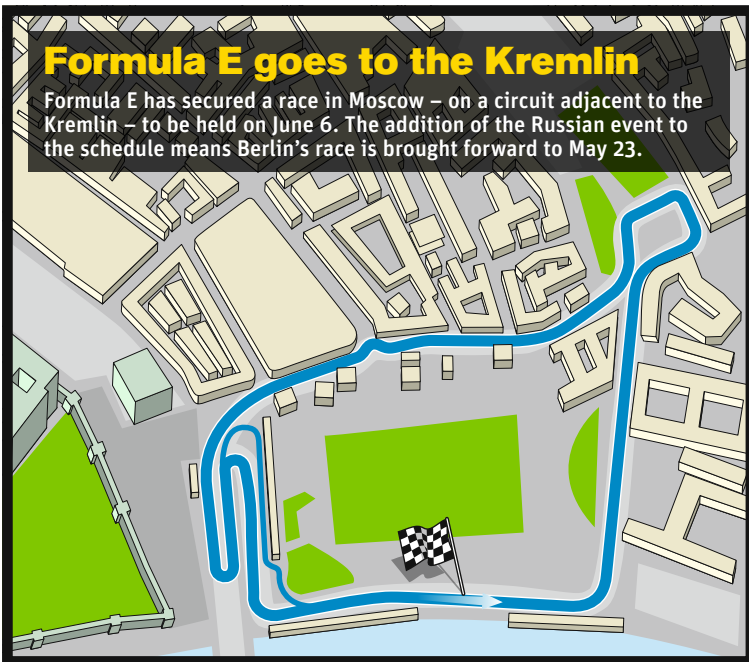 Formula E goes to the Kremlin
Formula E has secured a race in Moscow – on a circuit adjacent to the
Kremlin – to be held on June 6. The addition of the Russian event to
the schedule means Berlin’s race is brought forward to May 23.